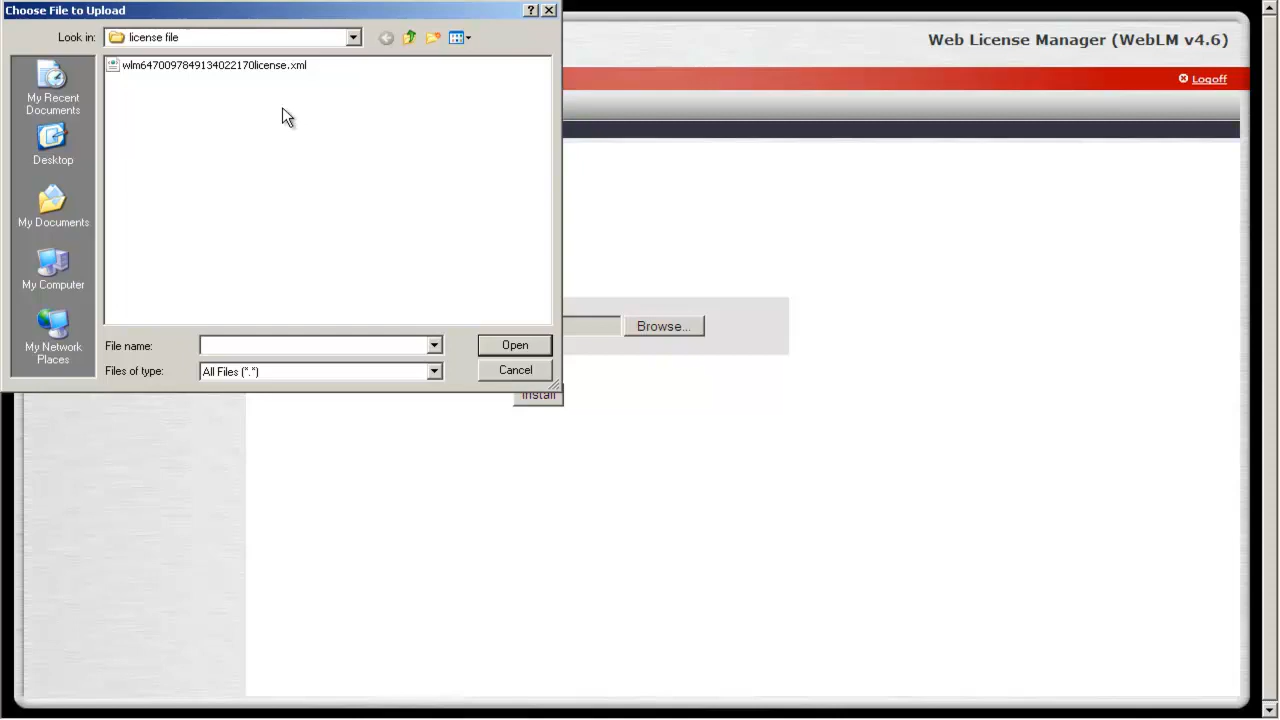 Choose File to Upload
Web License Manager (WebLM v4.6)
Look in:
license file
Logoff
wlm6470097849134022170license.xml
My Recent
Documents
Desktop
My Documents
My Computer
My Network
Places
Browse...
File name:
Open
Files of type:
All Files (*.*)
Cancel
Install